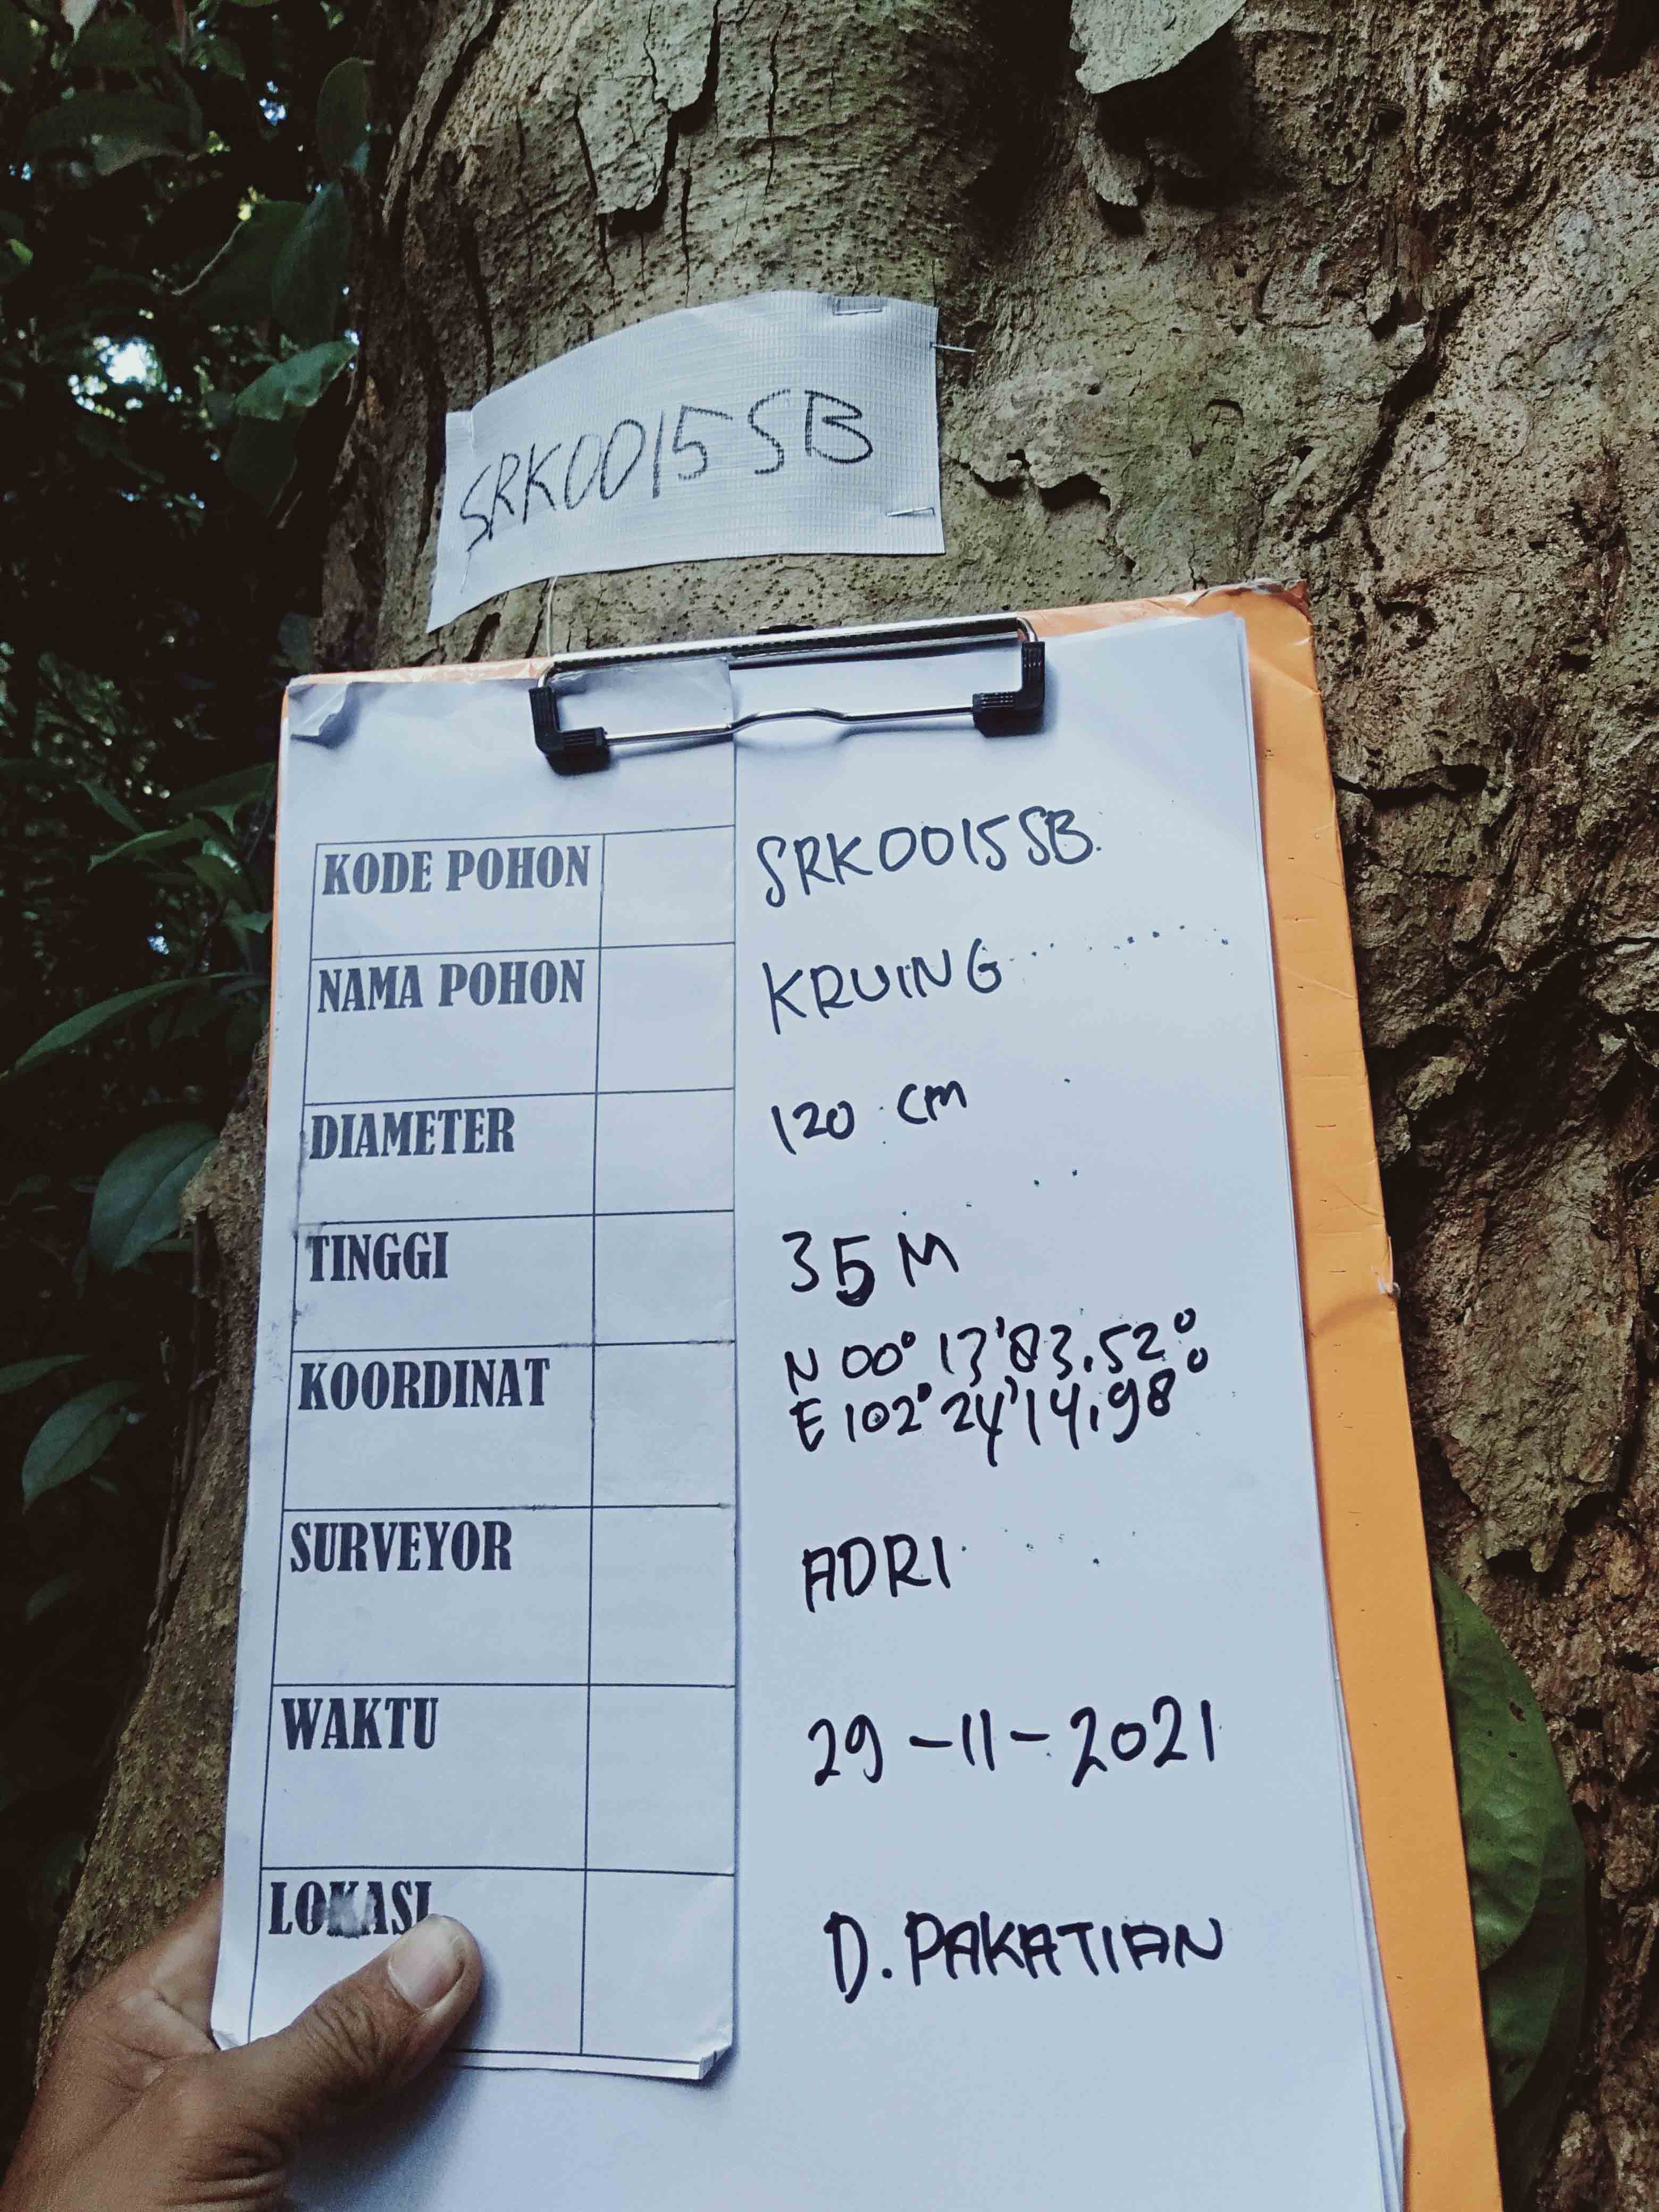 SRK0015SB
KODE POHON SRK0015SB
NAMA POHON KRUING
DIAMETER 120 CM
TINGGI 35 M
KOORDINAT N 00° 13'83.52°
E 102° 24'14.98°
SURVEYOR ADRI
WAKTU 29-11-2021
LOKASI D. PAKATIAN